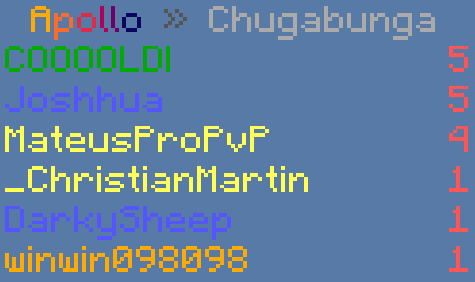 Apollo » Chugabunga
COOOOLDI 5
Joshhua 5
MateusProPvP 4
_ChristianMartin 1
DarkySheep 1
winwin098098 1